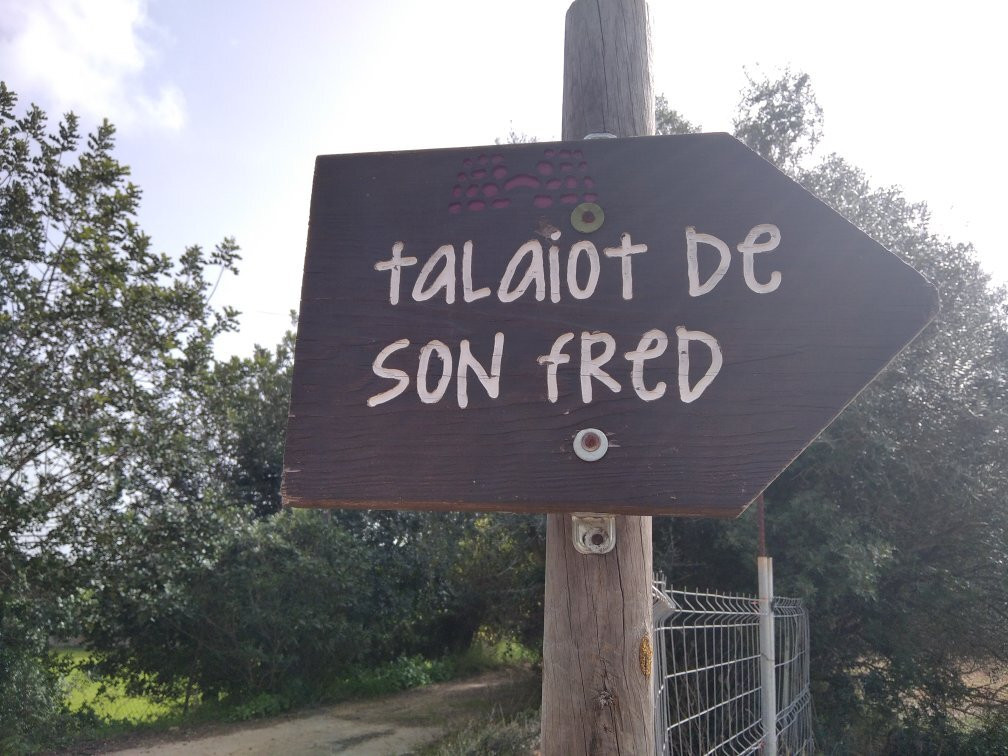 talaiot de
son fred